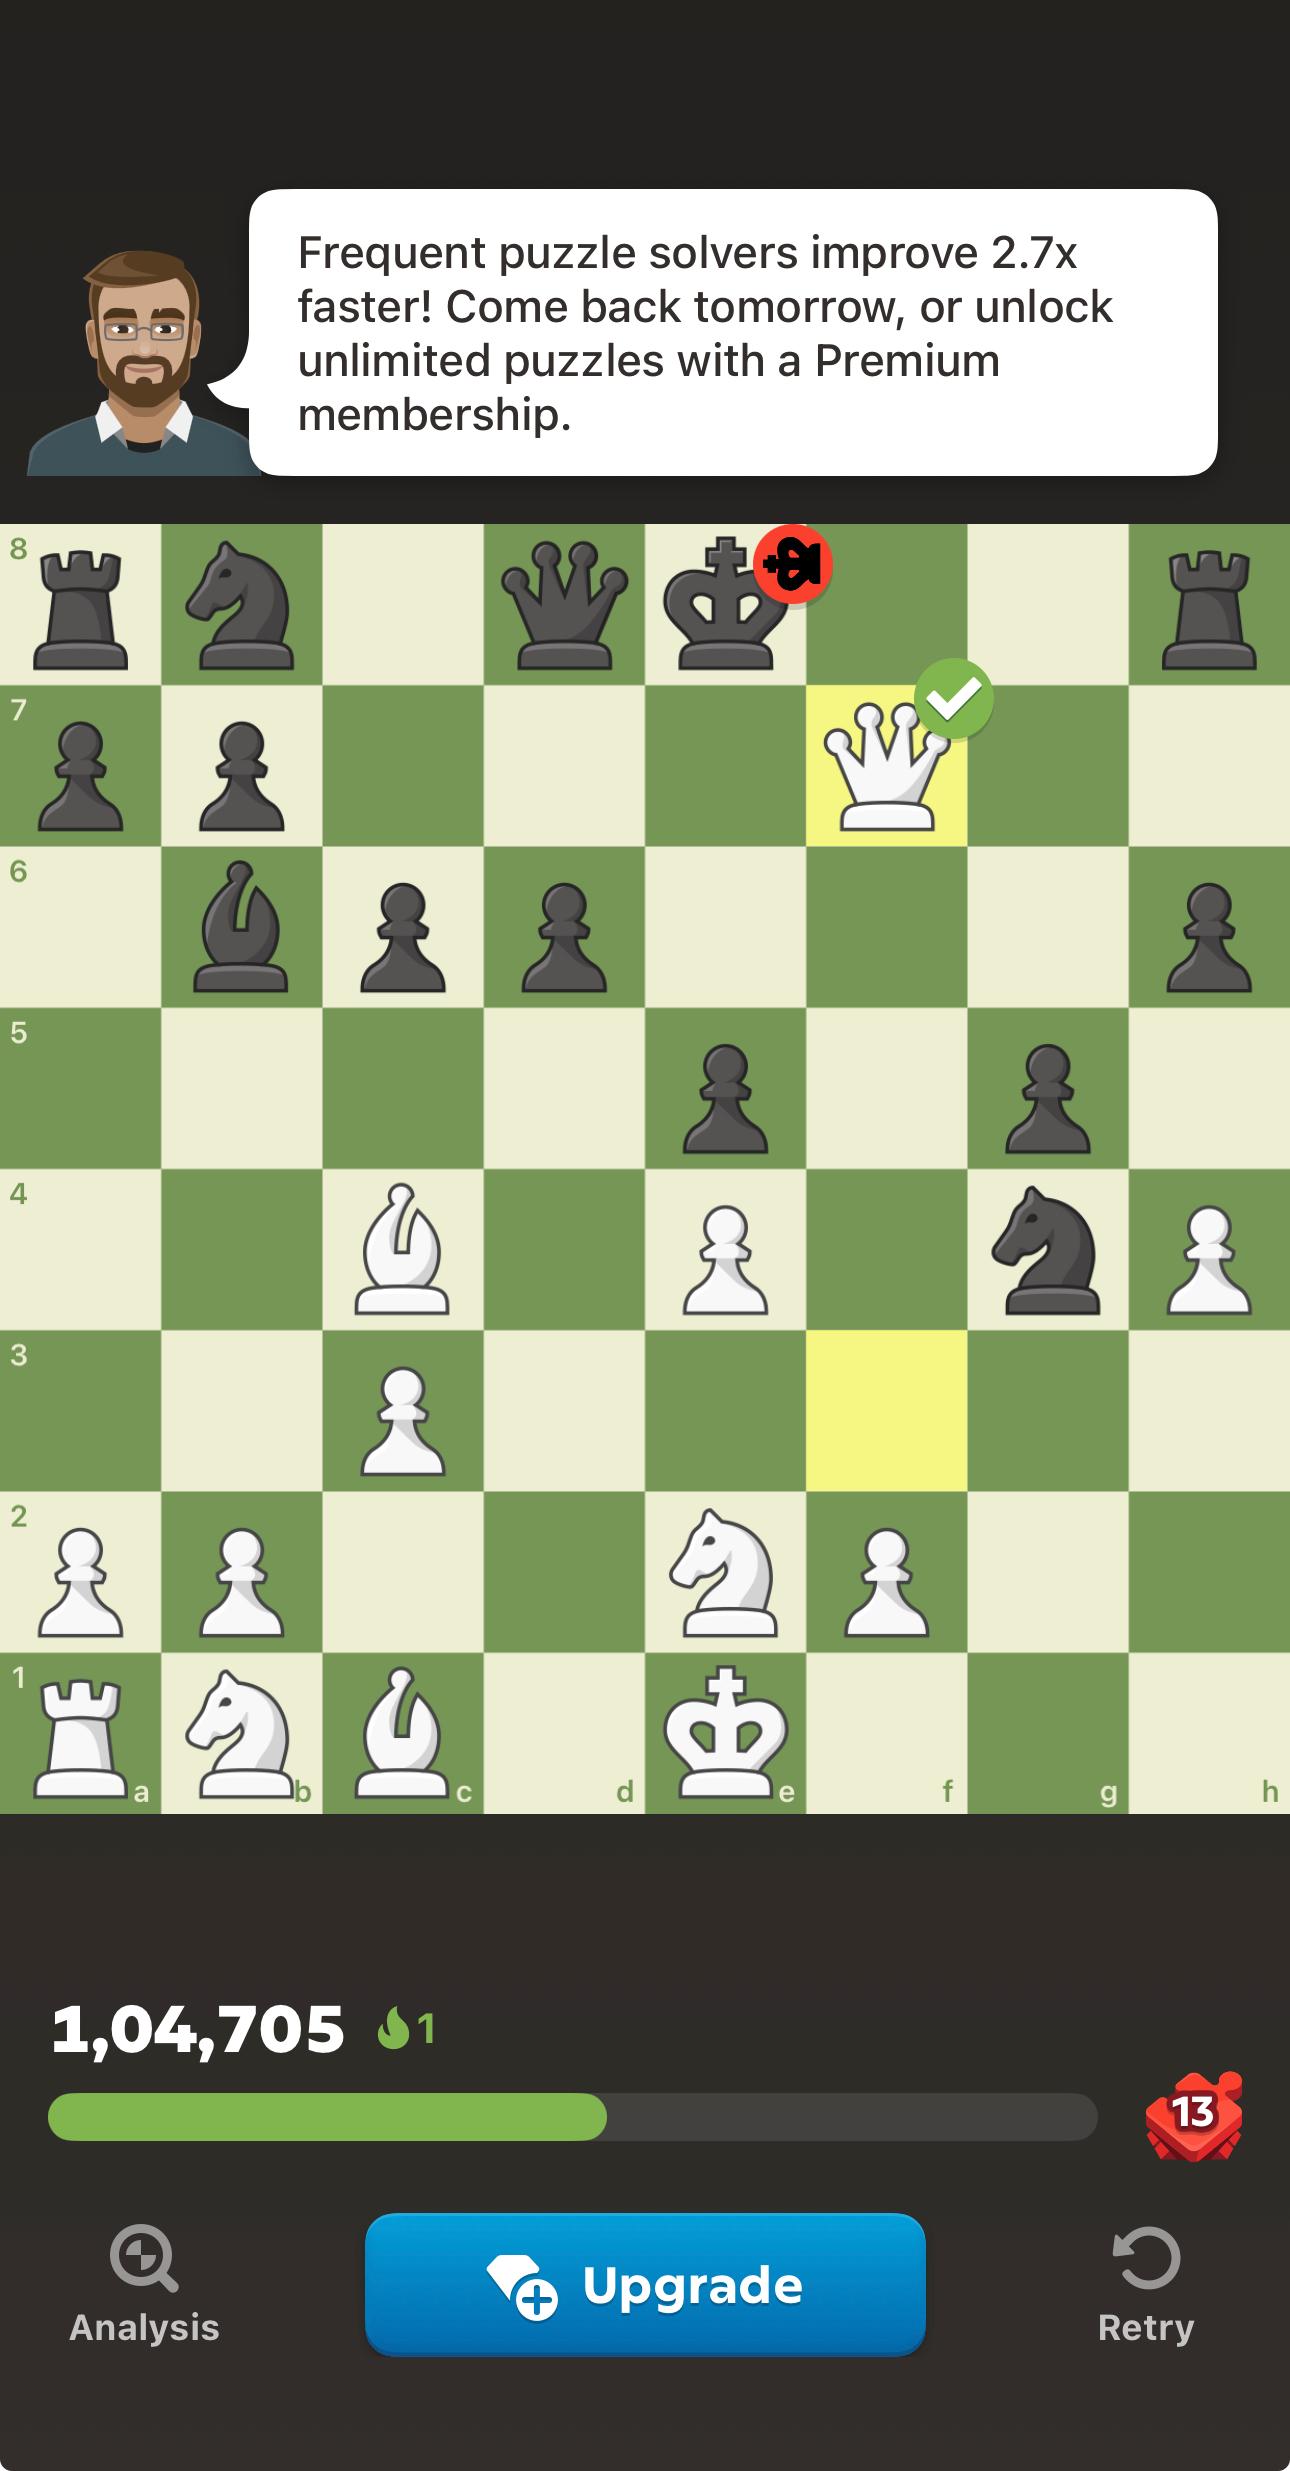 Frequent puzzle solvers improve 2.7x
faster! Come back tomorrow, or unlock
unlimited puzzles with a Premium
membership.
8
7
6
5
4
3
2
1
a b c d e f g h
1,04,705 1
13
Upgrade
Analysis Retry